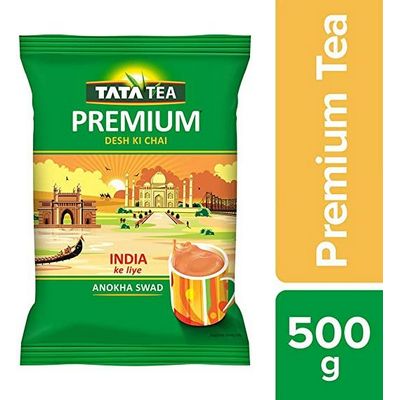 TATA TEA
PREMIUM
DESH KI CHAI
INDIA
ke liye
ANOKHA SWAD
Premium Tea
500
g